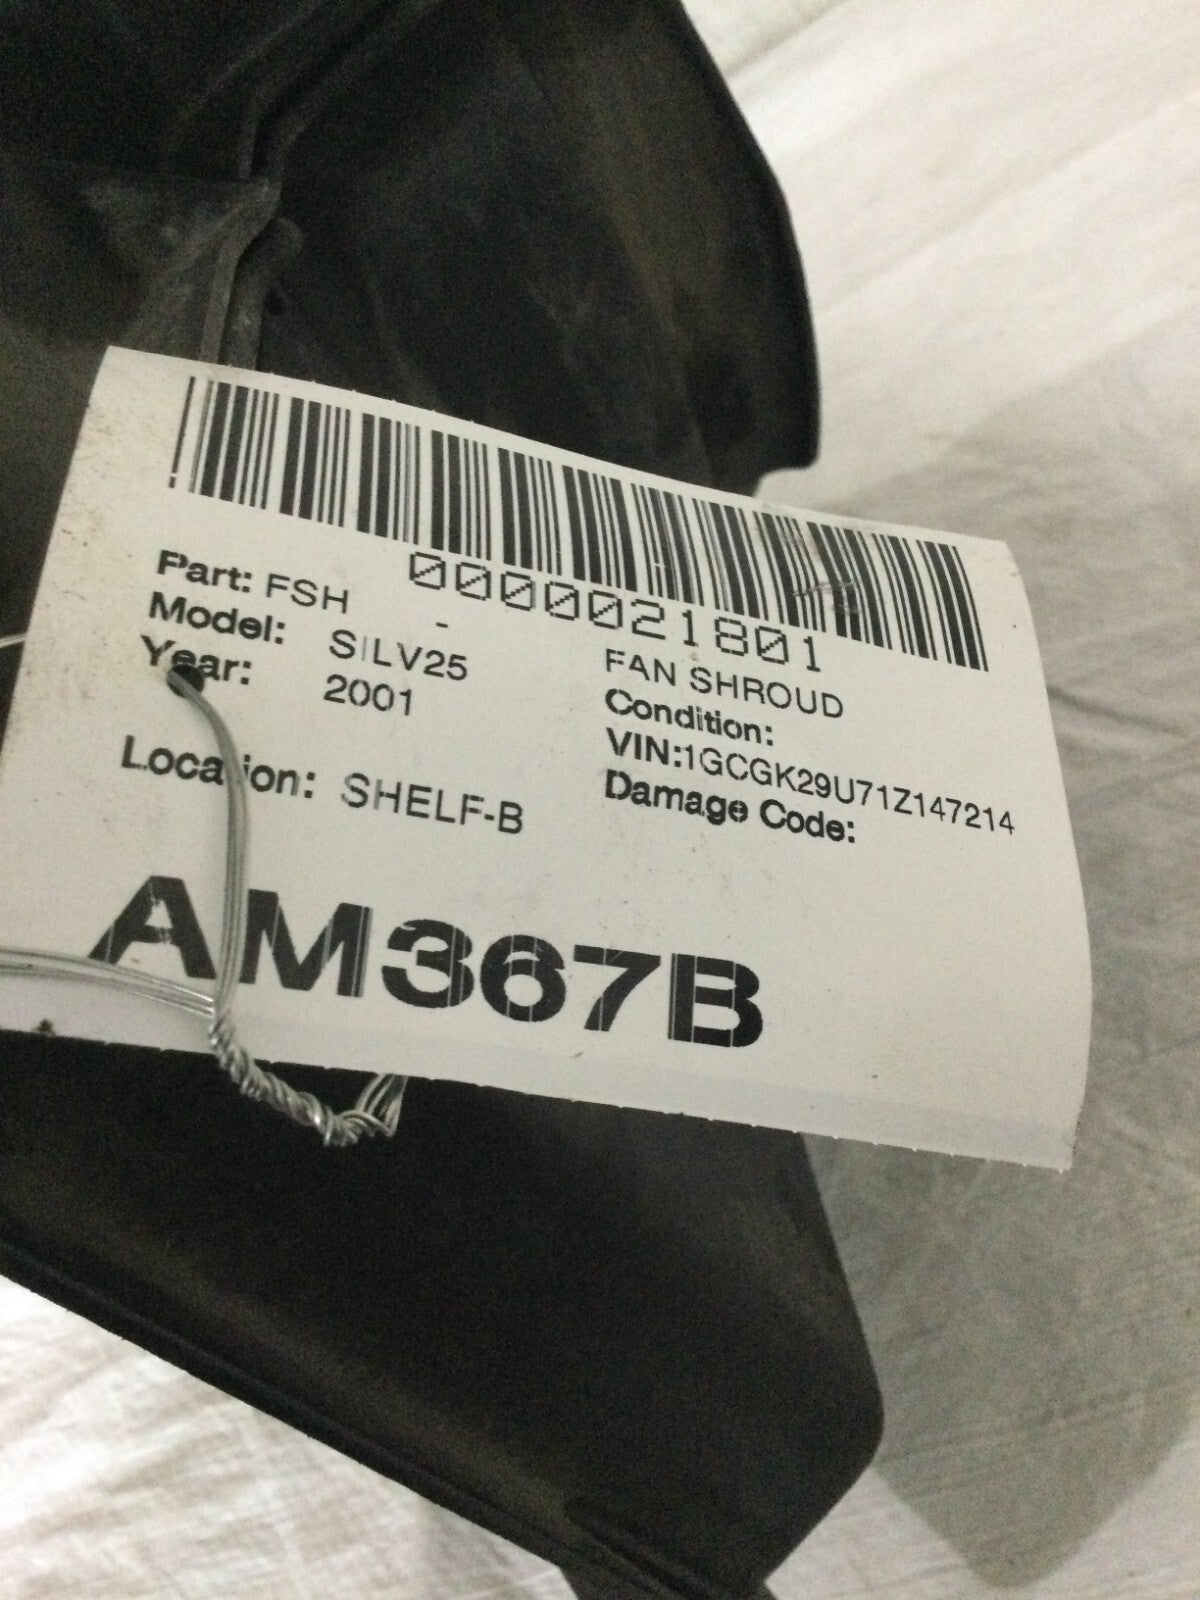 0000021801
Part: FSH - FAN SHROUD
Model: SILV25 Condition:
Year: 2001 VIN:1GCGK29U71Z147214
Damage Code:
Location: SHELF-B
AM367B